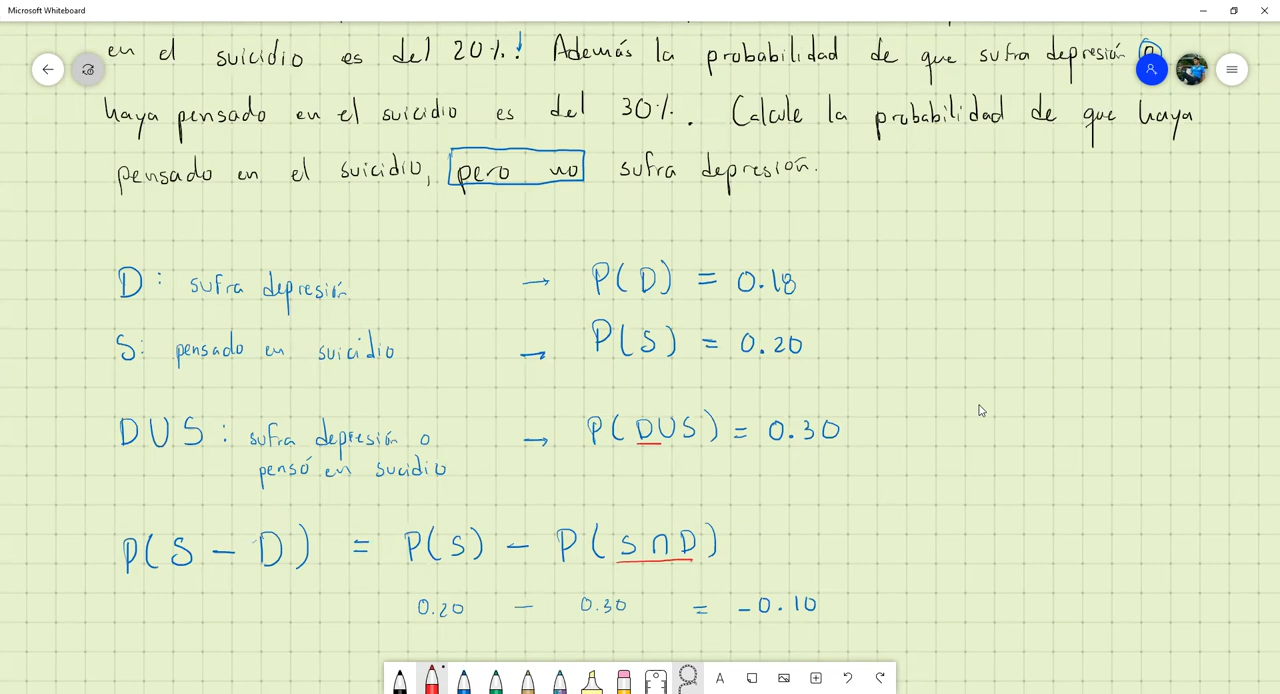 Microsoft Whiteboard
en el suicidio es del 20%. Además la probabilidad de que sufra depresión o
haya pensado en el suicidio es del 30%. Calcule la probabilidad de que haya
pensado en el suicidio, pero no sufra depresión.
D: sufra depresión → P(D) = 0.18
S: pensado en suicidio → P(S) = 0.20
D∪S: sufra depresión o → P(D∪S) = 0.30
pensó en sucidio
P(S - D) = P(S) - P(S∩D)
0.20 - 0.30 = -0.10
A